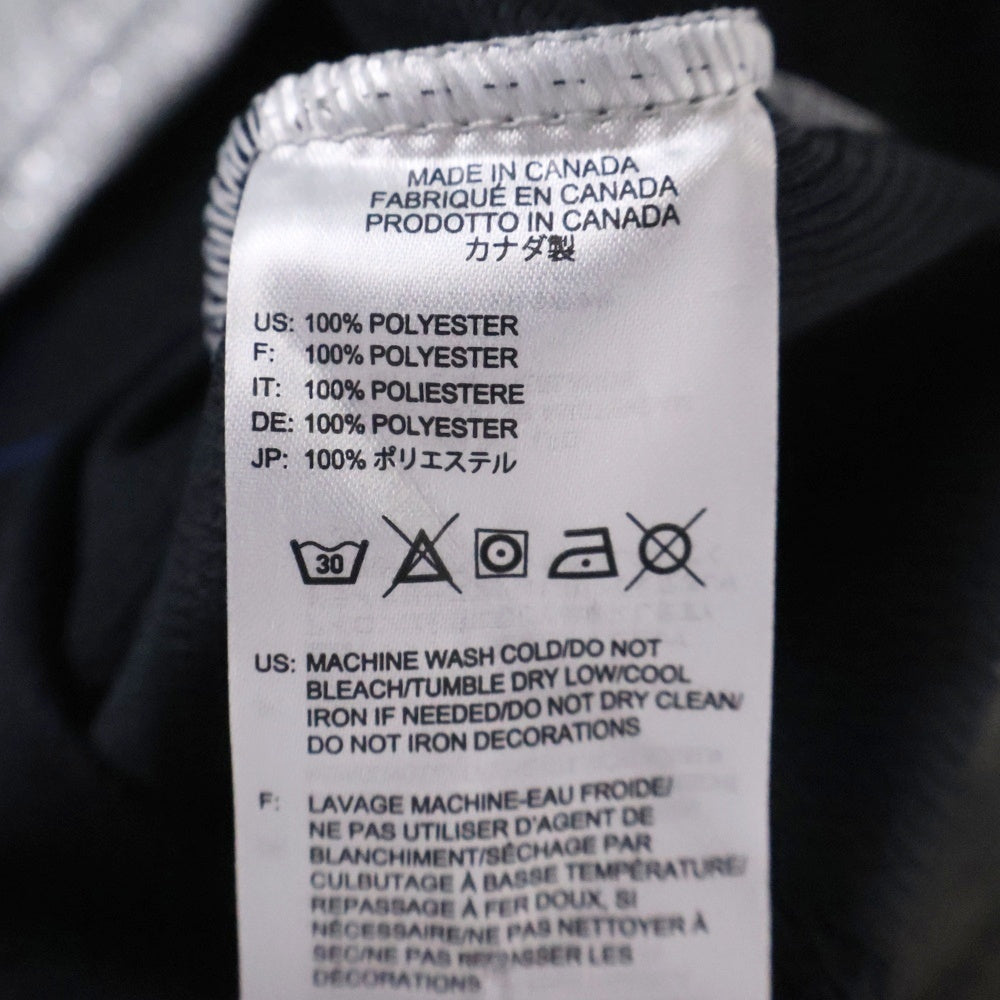 MADE IN CANADA
FABRIQUÉ EN CANADA
PRODOTTO IN CANADA
カナダ製
US: 100% POLYESTER
F: 100% POLYESTER
IT: 100% POLIESTERE
DE: 100% POLYESTER
JP: 100% ポリエステル
30
US: MACHINE WASH COLD/DO NOT
BLEACH/TUMBLE DRY LOW/COOL
IRON IF NEEDED/DO NOT DRY CLEAN/
DO NOT IRON DECORATIONS
F: LAVAGE MACHINE-EAU FROIDE/
NE PAS UTILISER D'AGENT DE
BLANCHIMENT/SÉCHAGE PAR
CULBUTAGE À BASSE TEMPÉRATURE/
REPASSAGE À FER DOUX, SI
NÉCESSAIRE/NE PAS NETTOYER À
SEC/NE PAS REPASSER LES
DÉCORATIONS